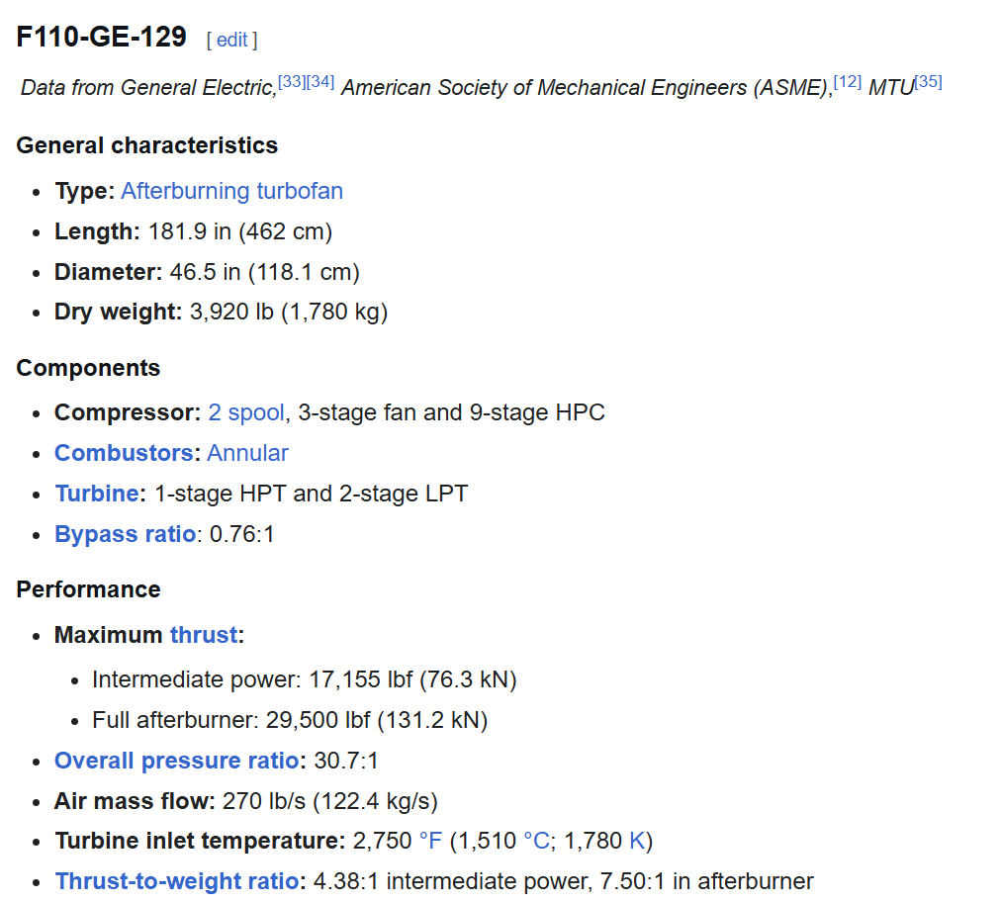 F110-GE-129 [ edit ]
Data from General Electric,[33][34] American Society of Mechanical Engineers (ASME),[12] MTU[35]
General characteristics
• Type: Afterburning turbofan
• Length: 181.9 in (462 cm)
• Diameter: 46.5 in (118.1 cm)
• Dry weight: 3,920 lb (1,780 kg)
Components
• Compressor: 2 spool, 3-stage fan and 9-stage HPC
• Combustors: Annular
• Turbine: 1-stage HPT and 2-stage LPT
• Bypass ratio: 0.76:1
Performance
• Maximum thrust:
• Intermediate power: 17,155 lbf (76.3 kN)
• Full afterburner: 29,500 lbf (131.2 kN)
• Overall pressure ratio: 30.7:1
• Air mass flow: 270 lb/s (122.4 kg/s)
• Turbine inlet temperature: 2,750 °F (1,510 °C; 1,780 K)
• Thrust-to-weight ratio: 4.38:1 intermediate power, 7.50:1 in afterburner